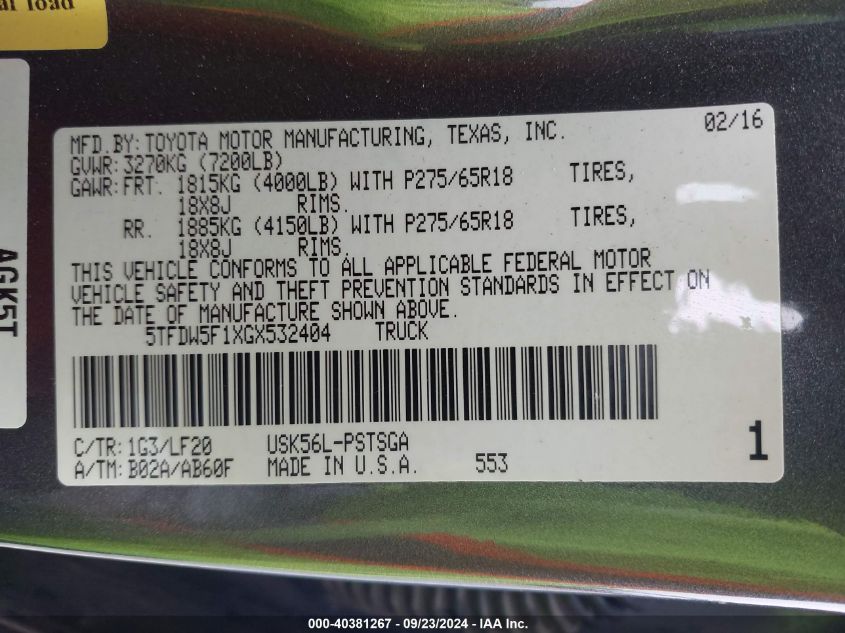 al load
AGK5T
MFD.BY:TOYOTA MOTOR MANUFACTURING, TEXAS, INC. 02/16
GVWR:3270KG (7200LB)
GAWR:FRT. 1815KG (4000LB) WITH P275/65R18 TIRES,
18X8J RIMS.
RR. 1885KG (4150LB) WITH P275/65R18 TIRES,
18X8J RIMS.
THIS VEHICLE CONFORMS TO ALL APPLICABLE FEDERAL MOTOR
VEHICLE SAFETY AND THEFT PREVENTION STANDARDS IN EFFECT ON
THE DATE OF MANUFACTURE SHOWN ABOVE.
5TFDW5F1XGX532404 TRUCK
C/TR:1G3/LF20 USK56L-PSTSGA
A/TM:B02A/AB60F MADE IN U.S.A. 553
1
000-40381267 - 09/23/2024 - IAA Inc.